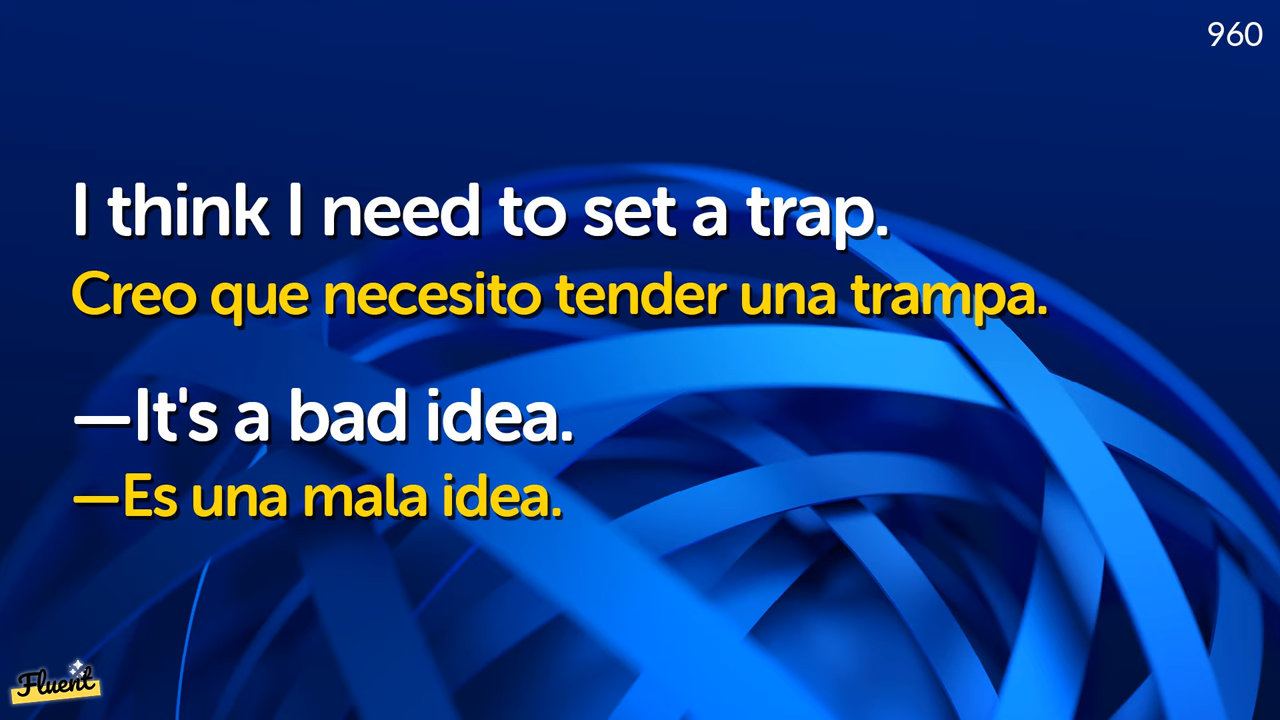 960
I think I need to set a trap.
Creo que necesito tender una trampa.
—It's a bad idea.
—Es una mala idea.
Fluent